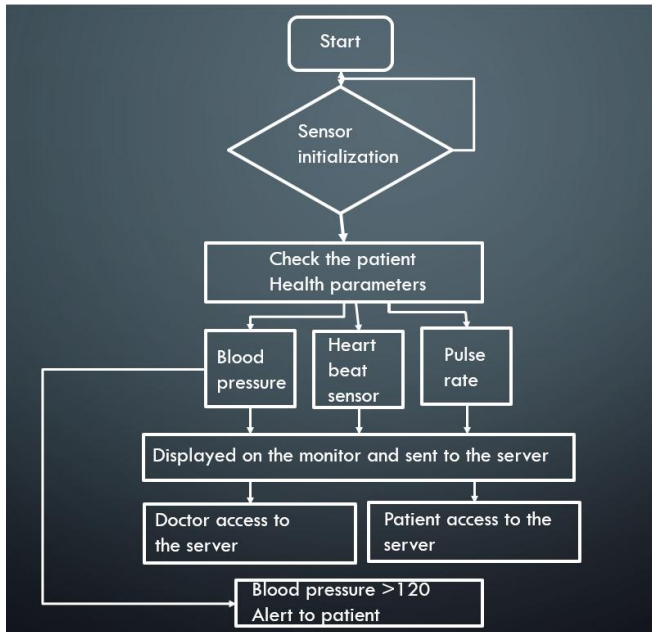 Start
Sensor
initialization
Check the patient
Health parameters
Blood
pressure
Heart
beat
sensor
Pulse
rate
Displayed on the monitor and sent to the server
Doctor access to
the server
Patient access to the
server
Blood pressure >120
Alert to patient